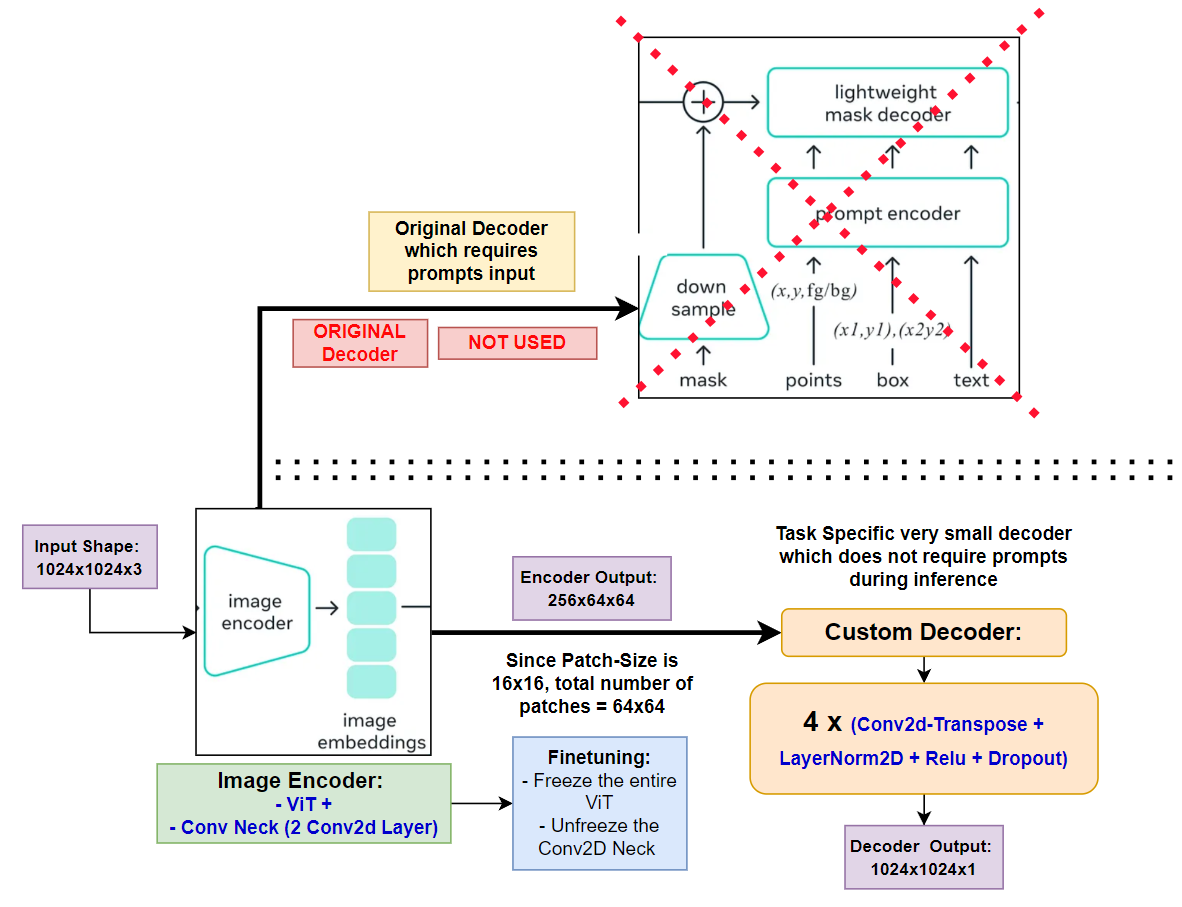 lightweight
mask decoder
prompt encoder
Original Decoder
which requires
prompts input
down
sample
(x,y,fg/bg)
(x1,y1),(x2y2)
ORIGINAL
Decoder
NOT USED
mask
points
box
text
Input Shape:
1024x1024x3
image
encoder
image
embeddings
Encoder Output:
256x64x64
Task Specific very small decoder
which does not require prompts
during inference
Custom Decoder:
Since Patch-Size is
16x16, total number of
patches = 64x64
4 x (Conv2d-Transpose +
LayerNorm2D + Relu + Dropout)
Image Encoder:
- ViT +
- Conv Neck (2 Conv2d Layer)
Finetuning:
- Freeze the entire
ViT
- Unfreeze the
Conv2D Neck
Decoder Output:
1024x1024x1